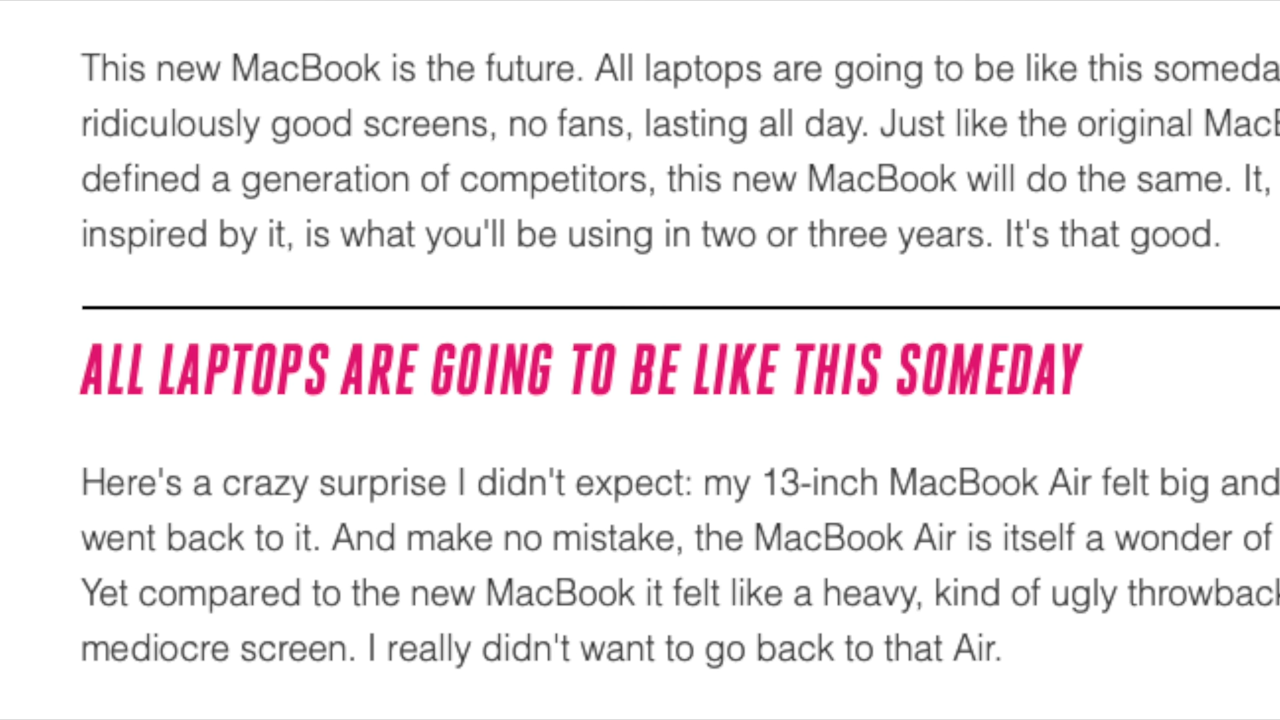 This new MacBook is the future. All laptops are going to be like this someda
ridiculously good screens, no fans, lasting all day. Just like the original Mac
defined a generation of competitors, this new MacBook will do the same. It,
inspired by it, is what you'll be using in two or three years. It's that good.
ALL LAPTOPS ARE GOING TO BE LIKE THIS SOMEDAY
Here's a crazy surprise I didn't expect: my 13-inch MacBook Air felt big and
went back to it. And make no mistake, the MacBook Air is itself a wonder of
Yet compared to the new MacBook it felt like a heavy, kind of ugly throwback
mediocre screen. I really didn't want to go back to that Air.